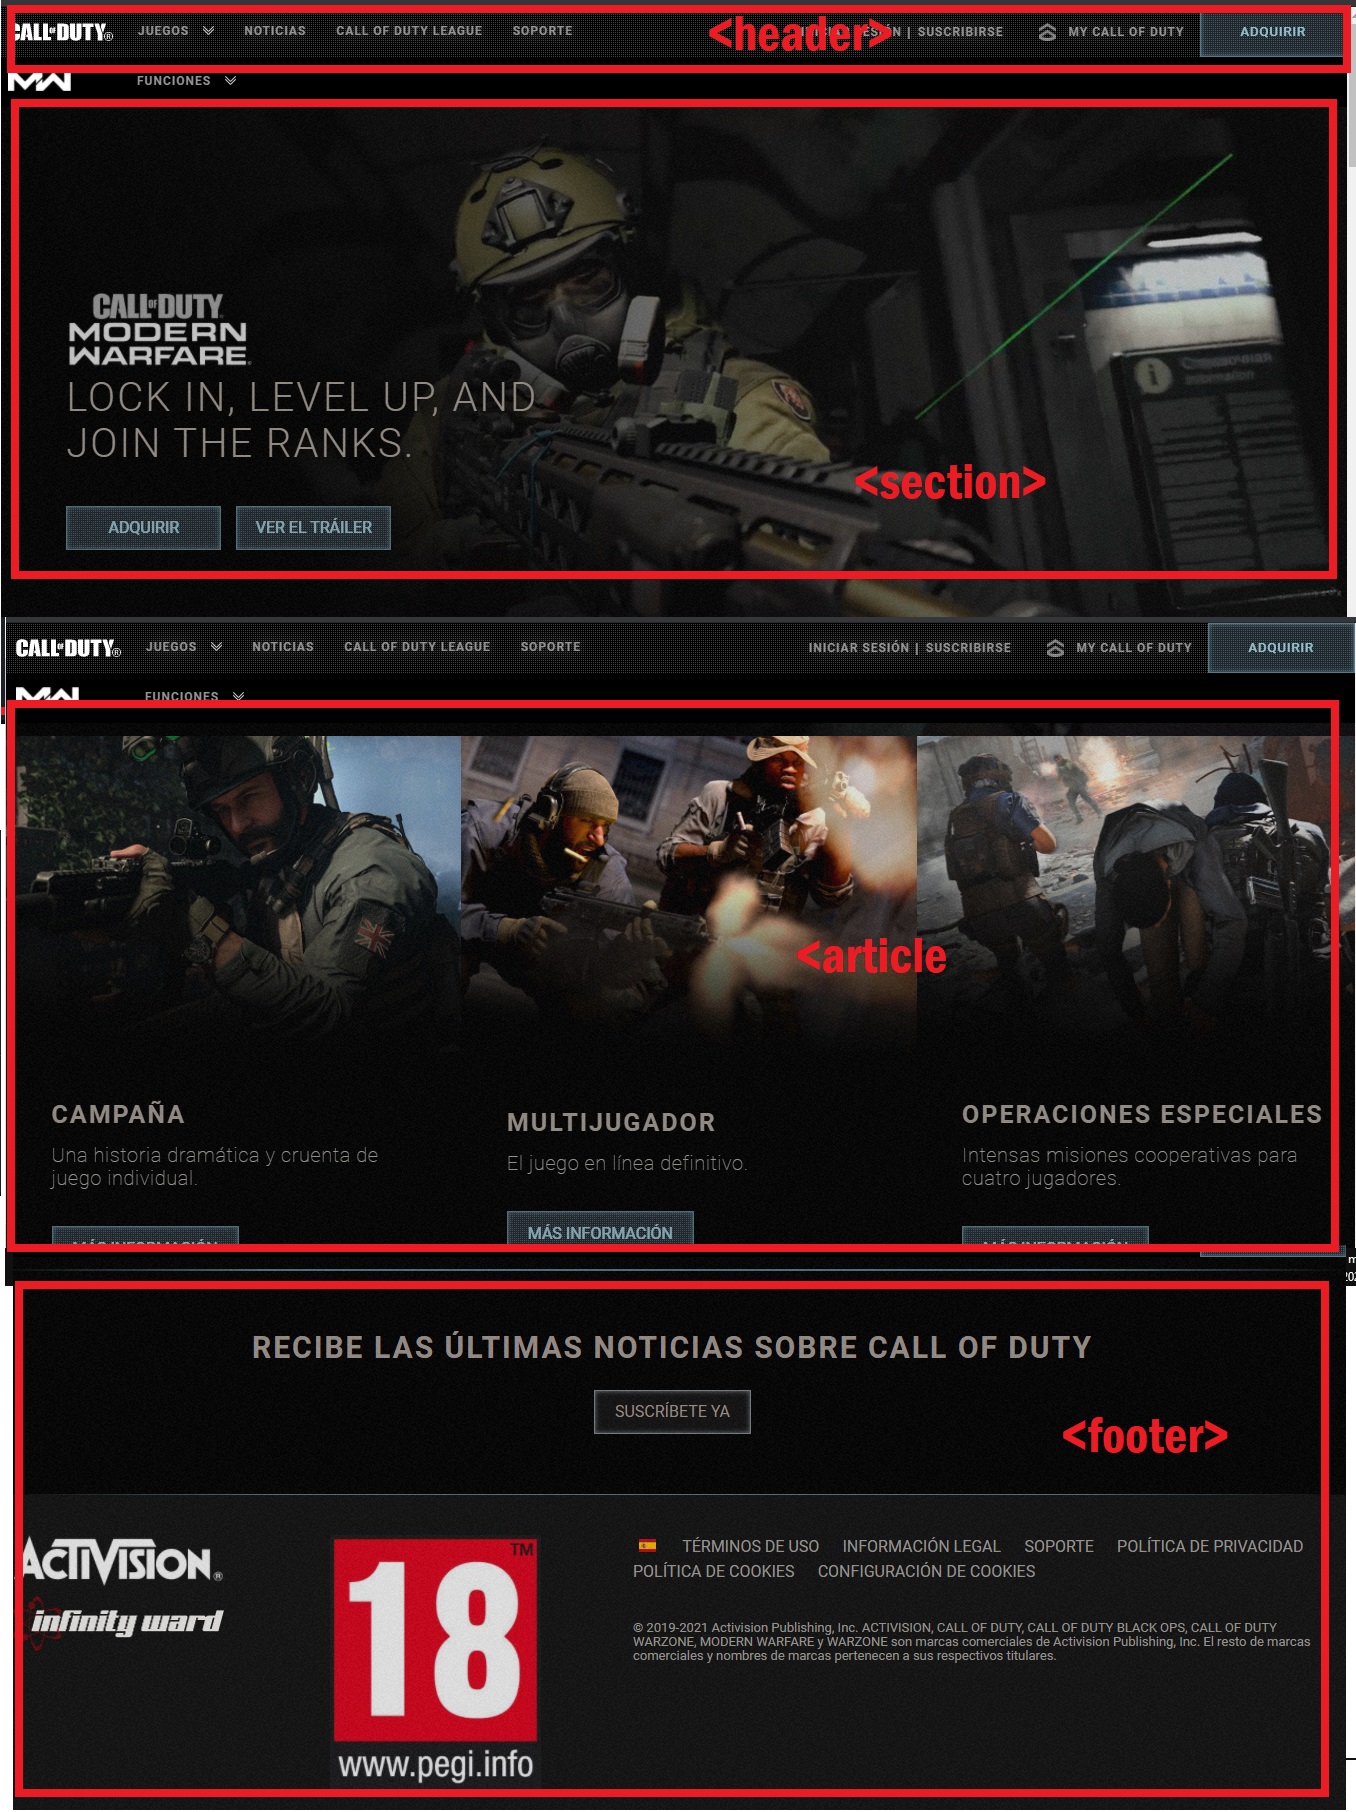 CALL OF DUTY® JUEGOS NOTICIAS CALL OF DUTY LEAGUE SOPORTE <header> SUSCRIBIRSE MY CALL OF DUTY ADQUIRIR
MW FUNCIONES
CALL OF DUTY
MODERN
WARFARE
LOCK IN, LEVEL UP, AND
JOIN THE RANKS.
<section>
ADQUIRIR VER EL TRÁILER
CALL OF DUTY® JUEGOS NOTICIAS CALL OF DUTY LEAGUE SOPORTE INICIAR SESIÓN | SUSCRIBIRSE MY CALL OF DUTY ADQUIRIR
MW FUNCIONES
<article
CAMPAÑA
Una historia dramática y cruenta de
juego individual.
MÁS INFORMACIÓN
MULTIJUGADOR
El juego en línea definitivo.
MÁS INFORMACIÓN
OPERACIONES ESPECIALES
Intensas misiones cooperativas para
cuatro jugadores.
MÁS INFORMACIÓN
RECIBE LAS ÚLTIMAS NOTICIAS SOBRE CALL OF DUTY
SUSCRÍBETE YA
<footer>
ACTIVISION®
infinity ward
18
TM
www.pegi.info
TÉRMINOS DE USO INFORMACIÓN LEGAL SOPORTE POLÍTICA DE PRIVACIDAD
POLÍTICA DE COOKIES CONFIGURACIÓN DE COOKIES
© 2019-2021 Activision Publishing, Inc. ACTIVISION, CALL OF DUTY, CALL OF DUTY BLACK OPS, CALL OF DUTY
WARZONE, MODERN WARFARE y WARZONE son marcas comerciales de Activision Publishing, Inc. El resto de marcas
comerciales y nombres de marcas pertenecen a sus respectivos titulares.